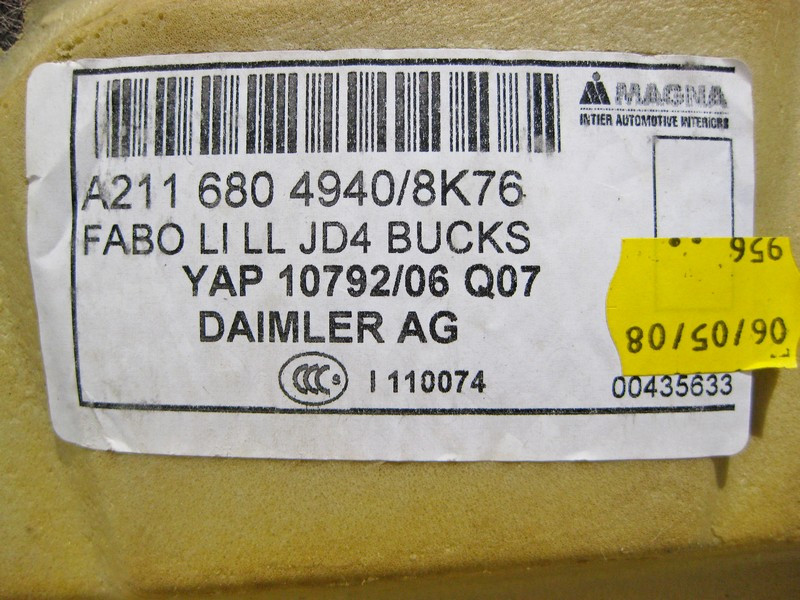 MAGNA
INTIER AUTOMOTIVE INTERIORS
A211 680 4940/8K76
FABO LI LL JD4 BUCKS
YAP 10792/06 Q07
DAIMLER AG
CCC S I 110074
00435633
06/05/08
956